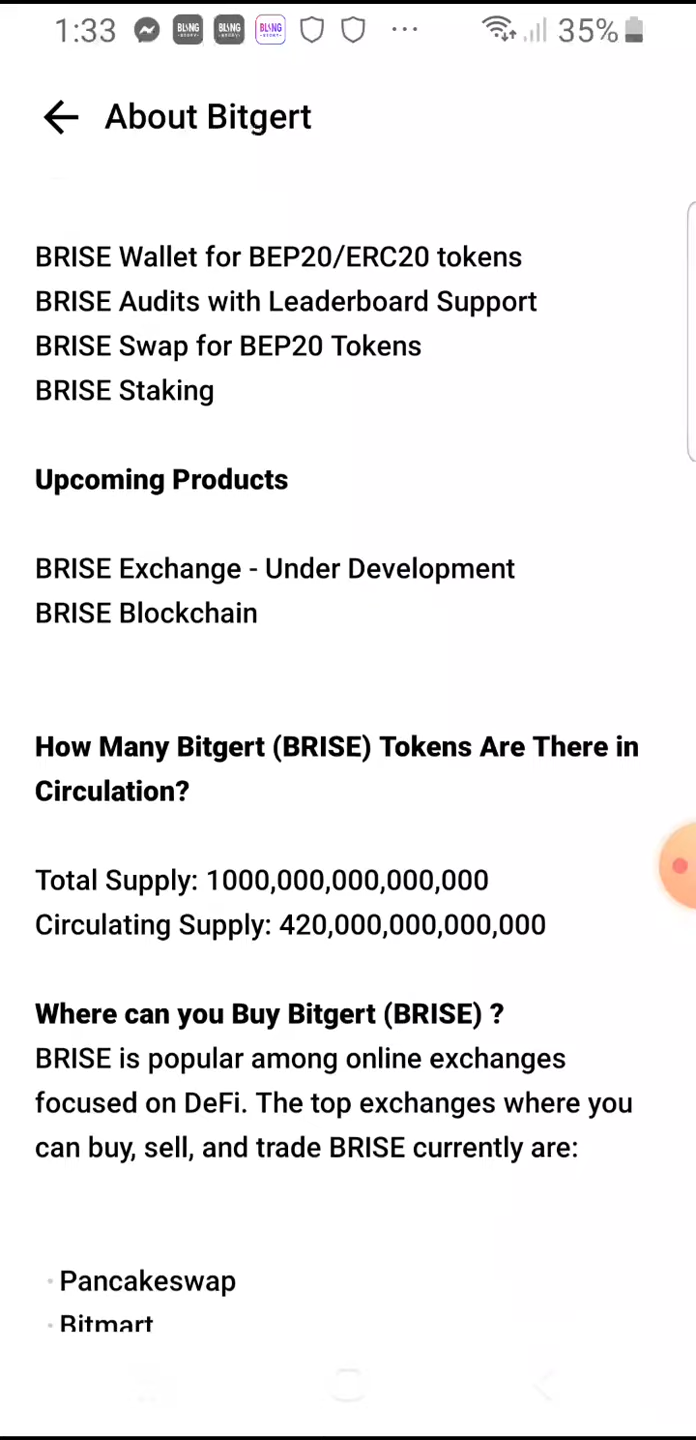 1:33 BLING BLING BLING 35%
About Bitgert
BRISE Wallet for BEP20/ERC20 tokens
BRISE Audits with Leaderboard Support
BRISE Swap for BEP20 Tokens
BRISE Staking
Upcoming Products
BRISE Exchange - Under Development
BRISE Blockchain
How Many Bitgert (BRISE) Tokens Are There in
Circulation?
Total Supply: 1000,000,000,000,000
Circulating Supply: 420,000,000,000,000
Where can you Buy Bitgert (BRISE) ?
BRISE is popular among online exchanges
focused on DeFi. The top exchanges where you
can buy, sell, and trade BRISE currently are:
· Pancakeswap
· Bitmart